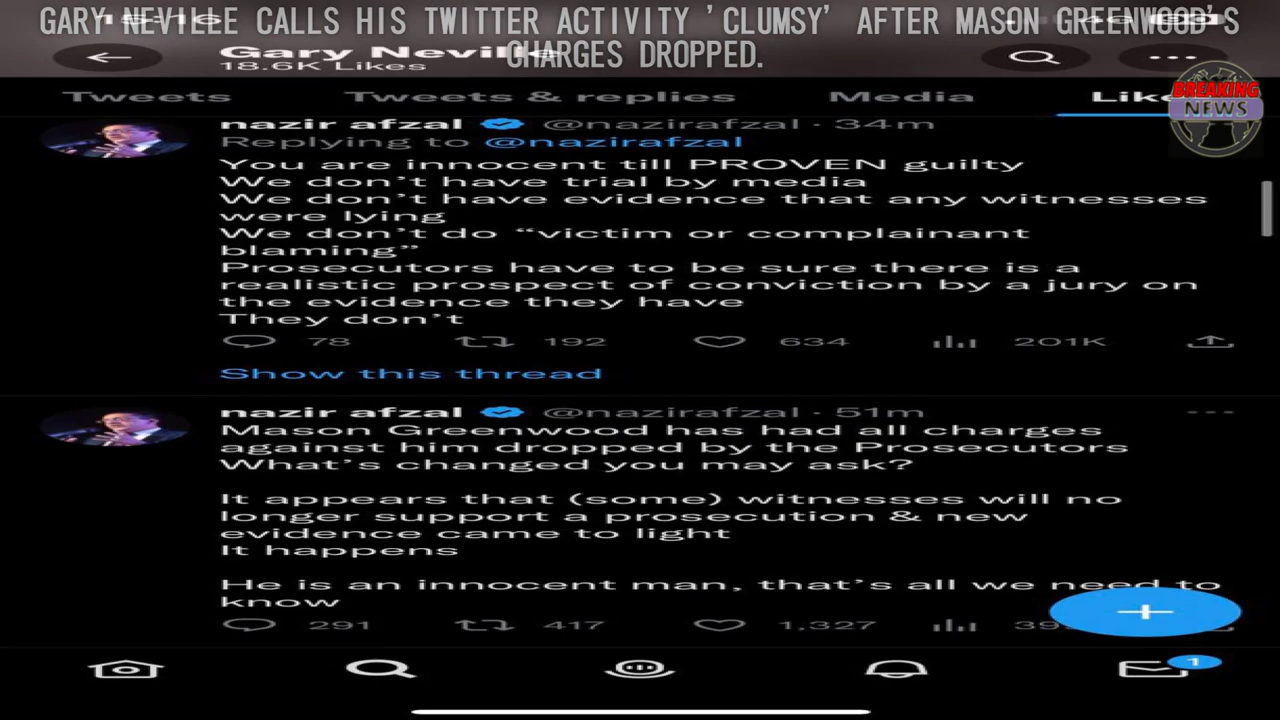 GARY NEVILLE CALLS HIS TWITTER ACTIVITY 'CLUMSY' AFTER MASON GREENWOOD'S
CHARGES DROPPED.
15:16
4G
Gary Neville
18.6K Likes
Tweets Tweets & replies Media Like
BREAKING
NEWS
nazir afzal @nazirafzal · 34m
Replying to @nazirafzal
You are innocent till PROVEN guilty
We don't have trial by media
We don't have evidence that any witnesses
were lying
We don't do “victim or complainant
blaming”
Prosecutors have to be sure there is a
realistic prospect of conviction by a jury on
the evidence they have
They don't
78 192 634 201K
Show this thread
nazir afzal @nazirafzal · 51m
Mason Greenwood has had all charges
against him dropped by the Prosecutors
What's changed you may ask?
It appears that (some) witnesses will no
longer support a prosecution & new
evidence came to light
It happens
He is an innocent man, that's all we need to
know
291 417 1,327 39
1